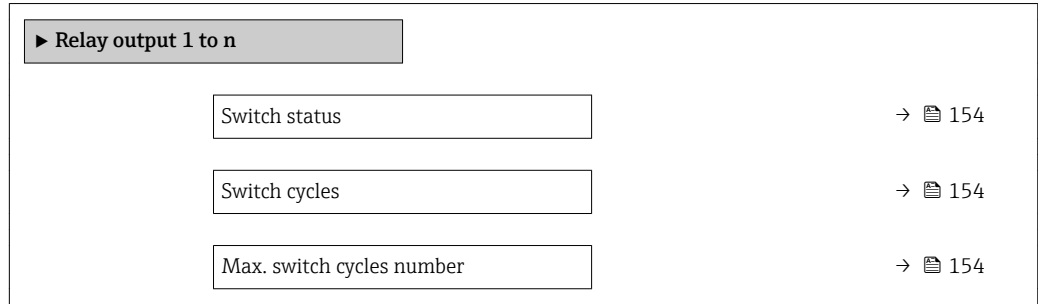 ▶ Relay output 1 to n
Switch status → 154
Switch cycles → 154
Max. switch cycles number → 154